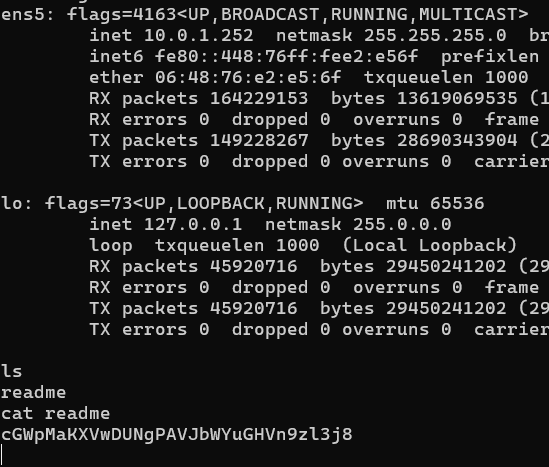 ens5: flags=4163<UP,BROADCAST,RUNNING,MULTICAST>
inet 10.0.1.252 netmask 255.255.255.0 br
inet6 fe80::448:76ff:fee2:e56f prefixlen
ether 06:48:76:e2:e5:6f txqueuelen 1000
RX packets 164229153 bytes 13619069535 (1
RX errors 0 dropped 0 overruns 0 frame
TX packets 149228267 bytes 28690343904 (2
TX errors 0 dropped 0 overruns 0 carrier
lo: flags=73<UP,LOOPBACK,RUNNING> mtu 65536
inet 127.0.0.1 netmask 255.0.0.0
loop txqueuelen 1000 (Local Loopback)
RX packets 45920716 bytes 29450241202 (29
RX errors 0 dropped 0 overruns 0 frame
TX packets 45920716 bytes 29450241202 (29
TX errors 0 dropped 0 overruns 0 carrier
ls
readme
cat readme
cGWpMaKXVwDUNgPAVJbWYuGHVn9zl3j8